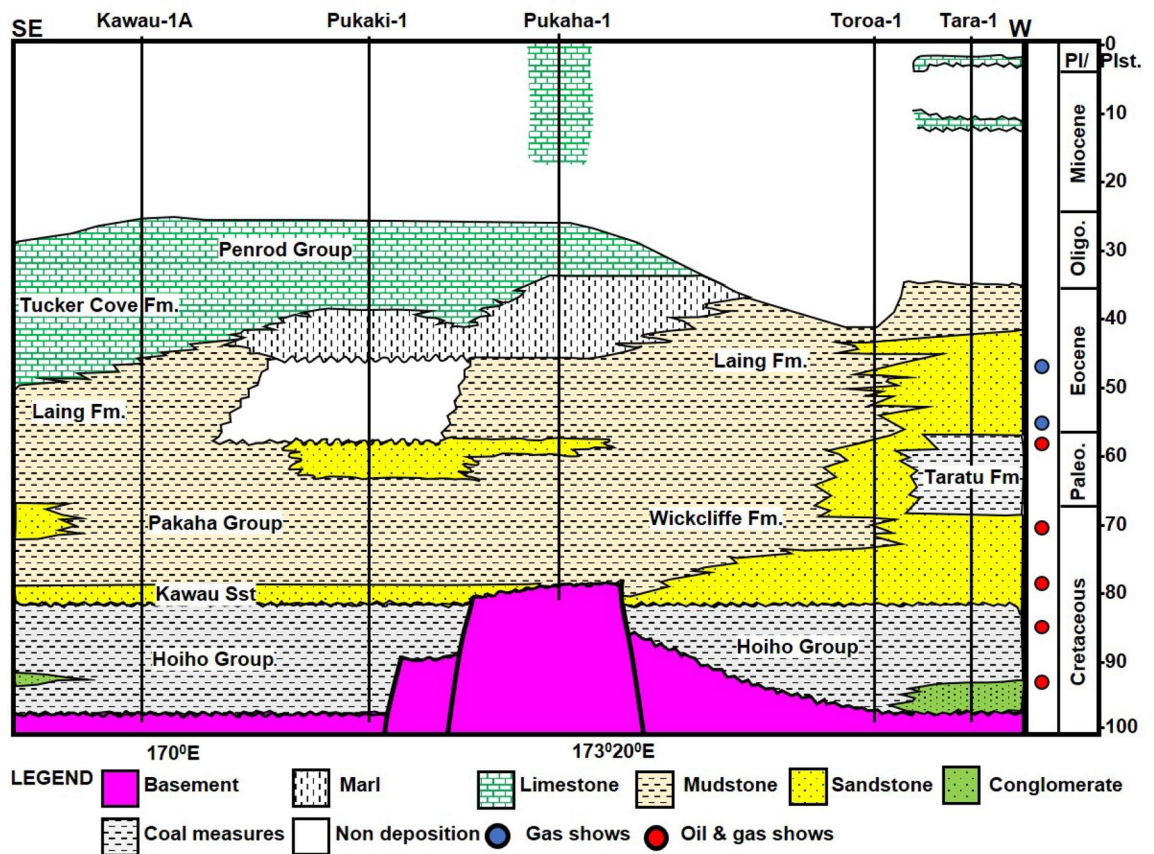 Kawau-1A Pukaki-1 Pukaha-1 Toroa-1 Tara-1
SE W
0
Pl/ Plst.
10
Miocene
20
Penrod Group
Oligo.
30
Tucker Cove Fm.
40
Laing Fm.
Eocene
50
Laing Fm.
60
Paleo.
Taratu Fm
Pakaha Group Wickcliffe Fm.
70
Kawau Sst
80
Hoiho Group Hoiho Group
Cretaceous
90
100
170⁰E 173⁰20⁰E
LEGEND Basement Marl Limestone Mudstone Sandstone Conglomerate
Coal measures Non deposition Gas shows Oil & gas shows